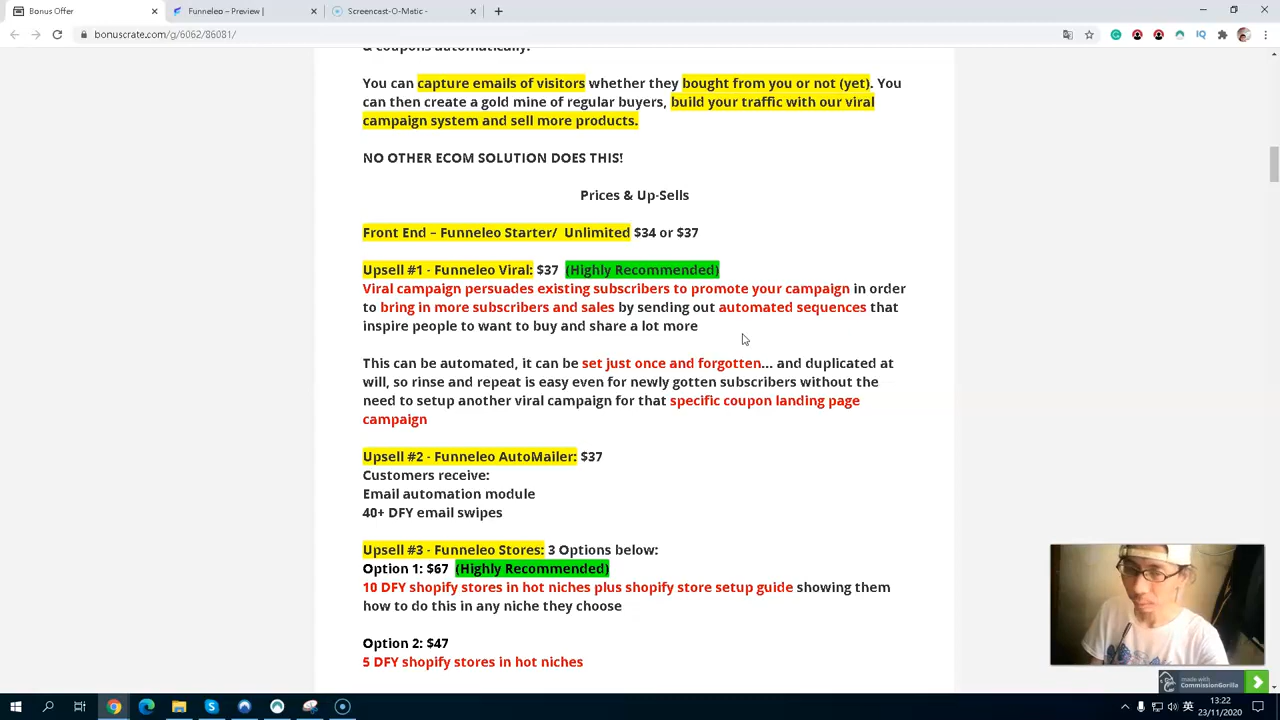 Bonus Offer
Funneleo – Preview |
Screencast-O-Matic -
bonuscrate.com/g/6062/86081/
& coupons automatically.
You can capture emails of visitors whether they bought from you or not (yet). You
can then create a gold mine of regular buyers, build your traffic with our viral
campaign system and sell more products.
NO OTHER ECOM SOLUTION DOES THIS!
Prices & Up-Sells
Front End – Funneleo Starter/ Unlimited $34 or $37
Upsell #1 - Funneleo Viral: $37 (Highly Recommended)
Viral campaign persuades existing subscribers to promote your campaign in order
to bring in more subscribers and sales by sending out automated sequences that
inspire people to want to buy and share a lot more
This can be automated, it can be set just once and forgotten... and duplicated at
will, so rinse and repeat is easy even for newly gotten subscribers without the
need to setup another viral campaign for that specific coupon landing page
campaign
Upsell #2 - Funneleo AutoMailer: $37
Customers receive:
Email automation module
40+ DFY email swipes
Upsell #3 - Funneleo Stores: 3 Options below:
Option 1: $67 (Highly Recommended)
10 DFY shopify stores in hot niches plus shopify store setup guide showing them
how to do this in any niche they choose
Option 2: $47
5 DFY shopify stores in hot niches
made with
CommissionGorilla
英
13:22
23/11/2020